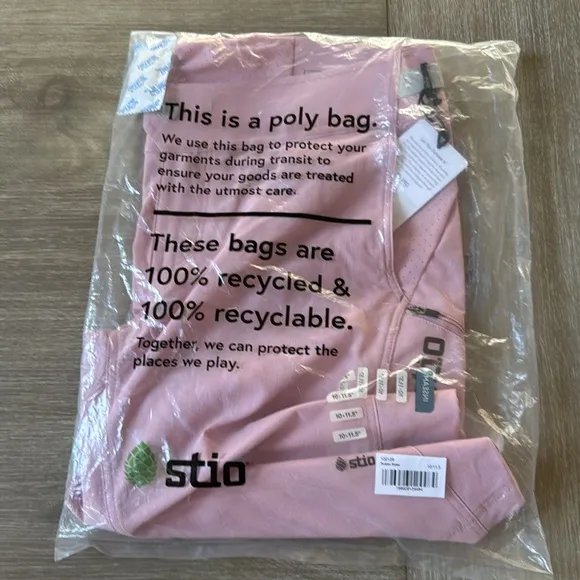 This is a poly bag.
We use this bag to protect your
garments during transit to
ensure your goods are treated
with the utmost care.
These bags are
100% recycled &
100% recyclable.
Together, we can protect the
places we play.
stio
stio
10-11.5"
10-11.5"
10-11.5"